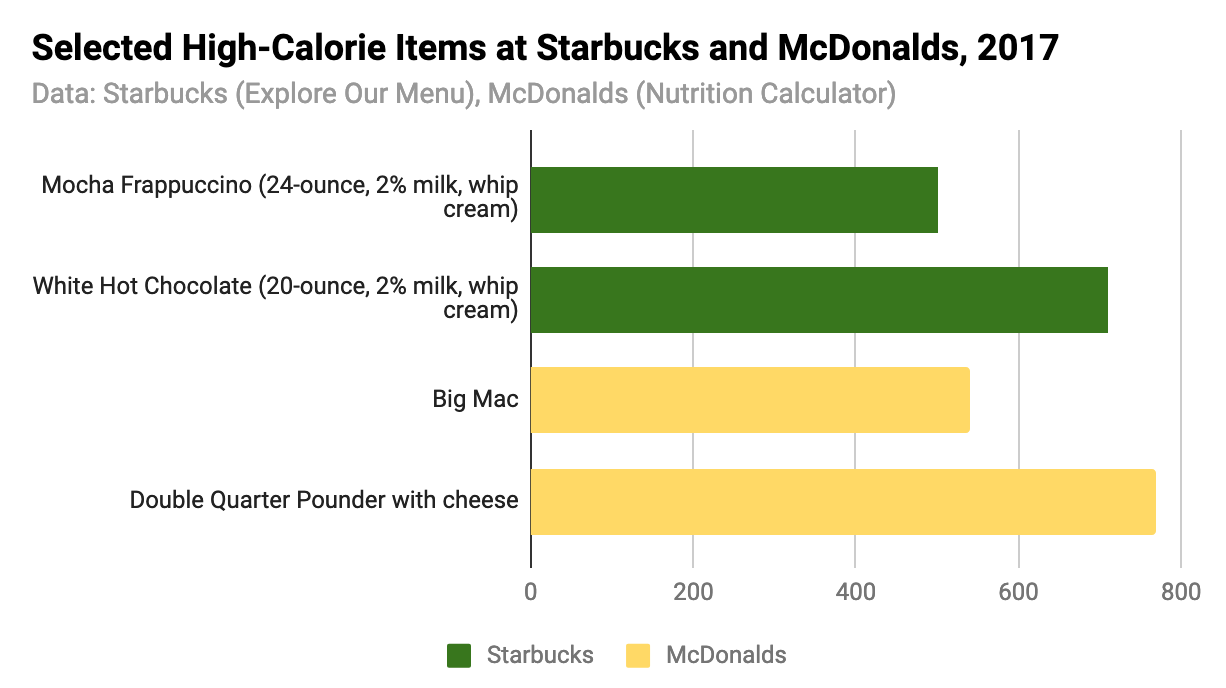 Selected High-Calorie Items at Starbucks and McDonalds, 2017
Data: Starbucks (Explore Our Menu), McDonalds (Nutrition Calculator)
Mocha Frappuccino (24-ounce, 2% milk, whip
cream)
White Hot Chocolate (20-ounce, 2% milk, whip
cream)
Big Mac
Double Quarter Pounder with cheese
0 200 400 600 800
Starbucks McDonalds